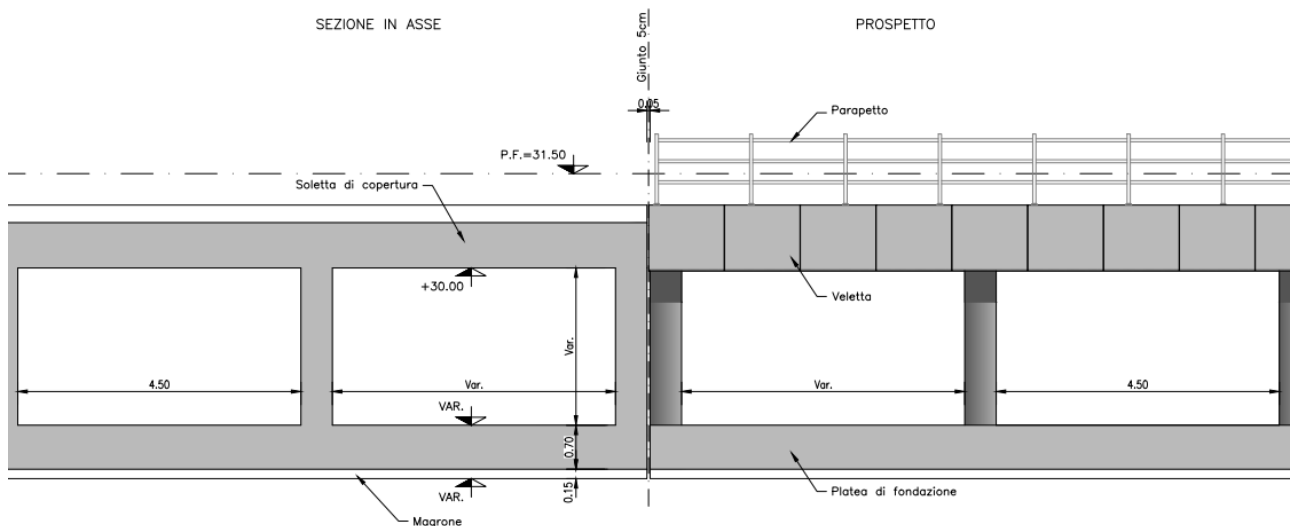 SEZIONE IN ASSE
PROSPETTO
Giunto 5cm
0.05
Parapetto
P.F.=31.50
Soletta di copertura
+30.00
Veletta
Var.
4.50
Var.
Var.
4.50
VAR.
0.70
VAR.
0.15
Platea di fondazione
Magrone